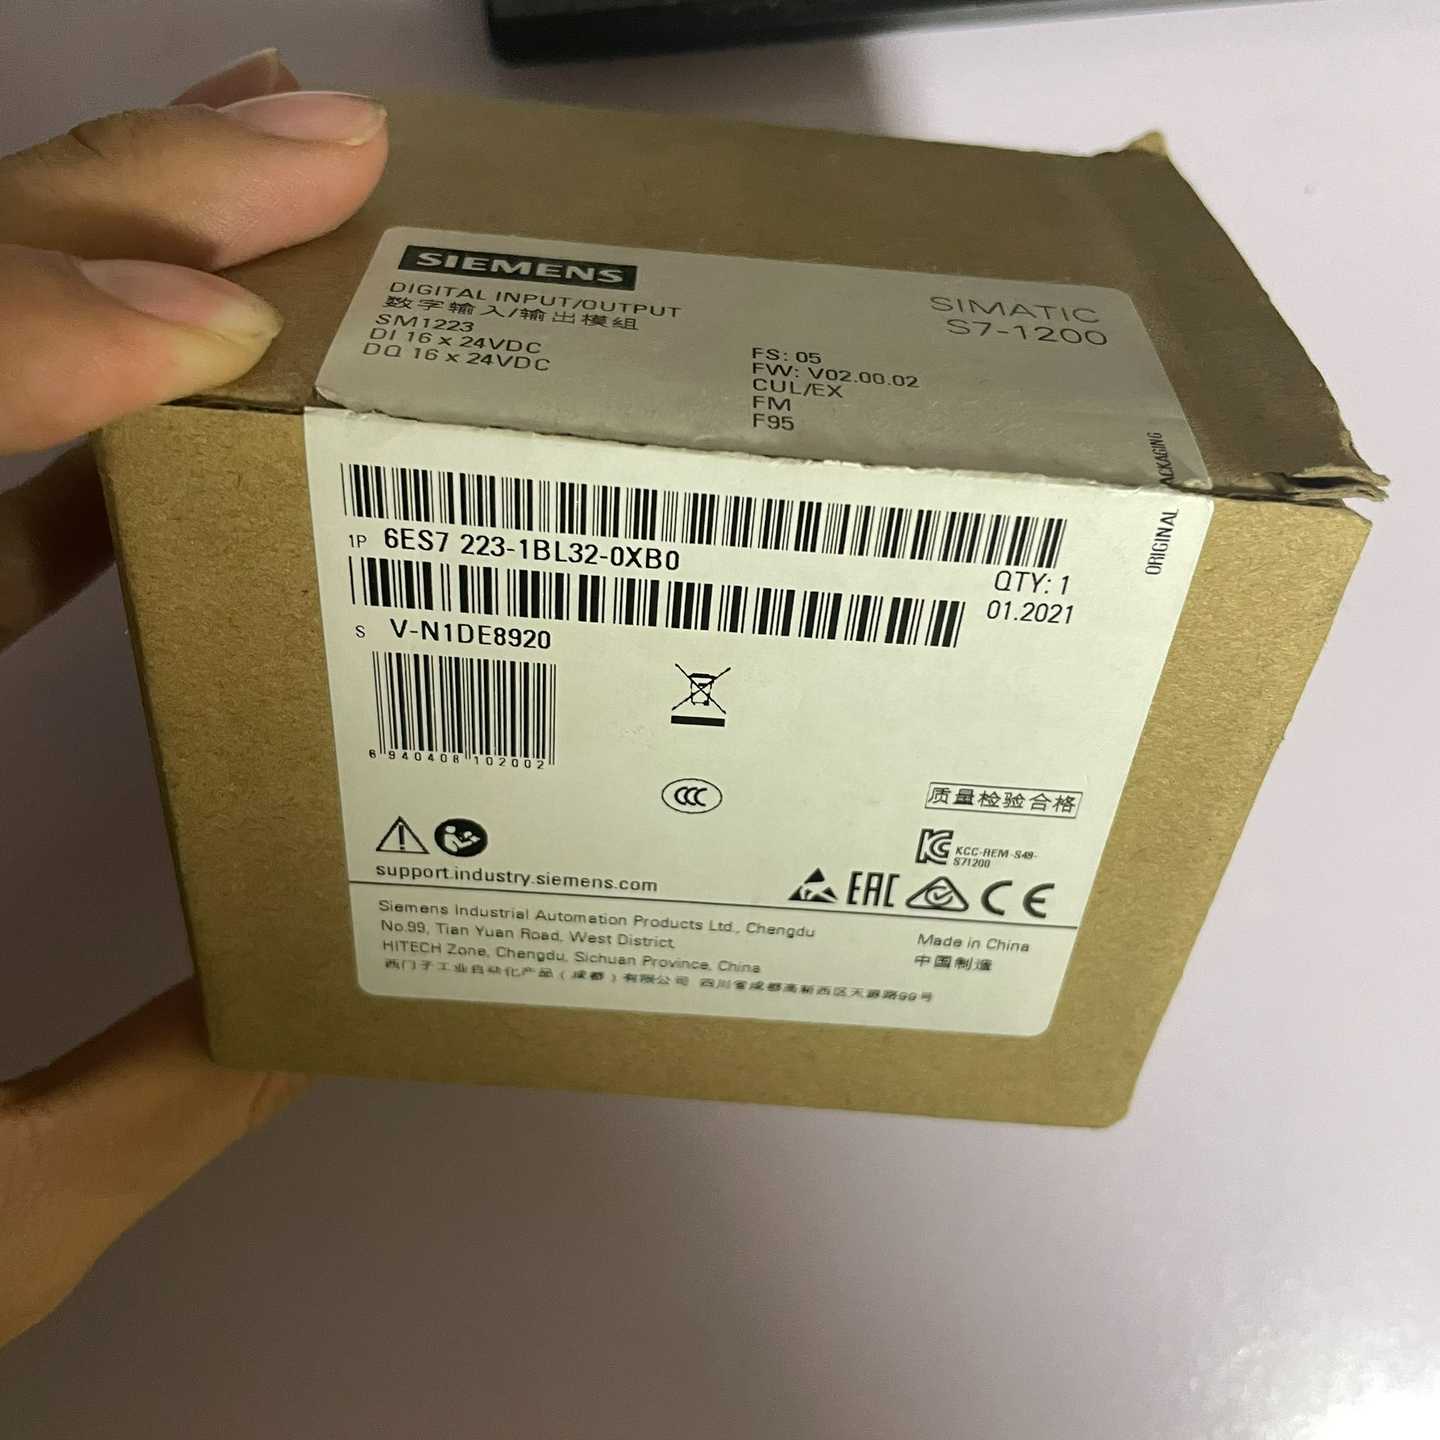 SIEMENS
DIGITAL INPUT/OUTPUT
数字输入/输出模组
SM1223
DI 16 x 24VDC
DQ 16 x 24VDC
SIMATIC
S7-1200
FS: 05
FW: V02.00.02
CUL/EX
FM
F95
ORIGINAL
1P 6ES7 223-1BL32-0XB0
QTY: 1
01.2021
S V-N1DE8920
6 940408 102002
CCC
质量检验合格
KCC-REM-S49-
S71200
support.industry.siemens.com
EAC
CE
Siemens Industrial Automation Products Ltd., Chengdu
No.99, Tian Yuan Road, West District
HITECH Zone, Chengdu, Sichuan Province, China
西门子工业自动化产品(成都)有限公司 四川省成都高新西区天源路99号
Made in China
中国制造